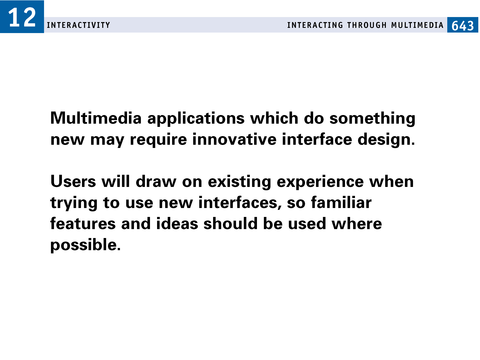 12 INTERACTIVITY INTERACTING THROUGH MULTIMEDIA 643
Multimedia applications which do something
new may require innovative interface design.
Users will draw on existing experience when
trying to use new interfaces, so familiar
features and ideas should be used where
possible.